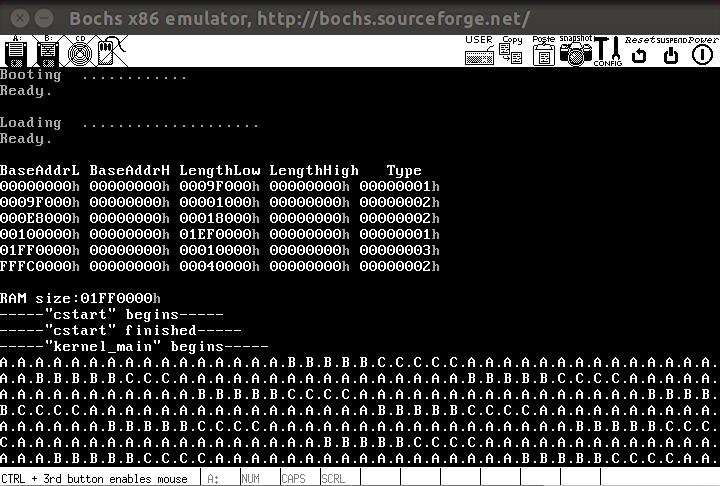 Bochs x86 emulator, http://bochs.sourceforge.net/
A: B: CD USER Copy Paste snapshot CONFIG Reset SUSPEND Power
Booting ............
Ready.
Loading ....................
Ready.
BaseAddrL BaseAddrH LengthLow LengthHigh Type
00000000h 00000000h 0009F000h 00000000h 00000001h
0009F000h 00000000h 00001000h 00000000h 00000002h
000E8000h 00000000h 00018000h 00000000h 00000002h
00100000h 00000000h 01EF0000h 00000000h 00000001h
01FF0000h 00000000h 00010000h 00000000h 00000003h
FFFC0000h 00000000h 00040000h 00000000h 00000002h
RAM size:01FF0000h
-----"cstart" begins-----
-----"cstart" finished-----
-----"kernel_main" begins-----
A.A.A.A.A.A.A.A.A.A.A.A.A.A.A.A.B.B.B.B.B.C.C.C.C.C.A.A.A.A.A.A.A.A.A.A.A.A.A.A.
A.A.B.B.B.B.B.C.C.C.A.A.A.A.A.A.A.A.A.A.A.A.A.A.A.A.B.B.B.B.B.C.C.C.C.A.A.A.A.A.
A.A.A.A.A.A.A.A.A.A.A.B.B.B.B.B.C.C.C.C.A.A.A.A.A.A.A.A.A.A.A.A.A.A.A.A.B.B.B.B.
B.C.C.C.C.A.A.A.A.A.A.A.A.A.A.A.A.A.A.A.A.B.B.B.B.B.C.C.C.C.A.A.A.A.A.A.A.A.A.A.
A.A.A.A.A.A.B.B.B.B.B.C.C.C.C.A.A.A.A.A.A.A.A.A.A.A.A.A.A.A.A.B.B.B.B.B.C.C.C.C.
C.A.A.A.A.A.A.A.A.A.A.A.A.A.A.A.A.A.B.B.B.B.B.C.C.C.C.A.A.A.A.A.A.A.A.A.A.A.A.A.
A.A.A.B.B.B.B.B.C.C.C.C.A.A.A.A.A.A.A.A.A.A.A.A.A.A.A.A.A.B.B.B.B.B.C.C.C.C.A.A.
CTRL + 3rd button enables mouse A: NUM CAPS SCRL